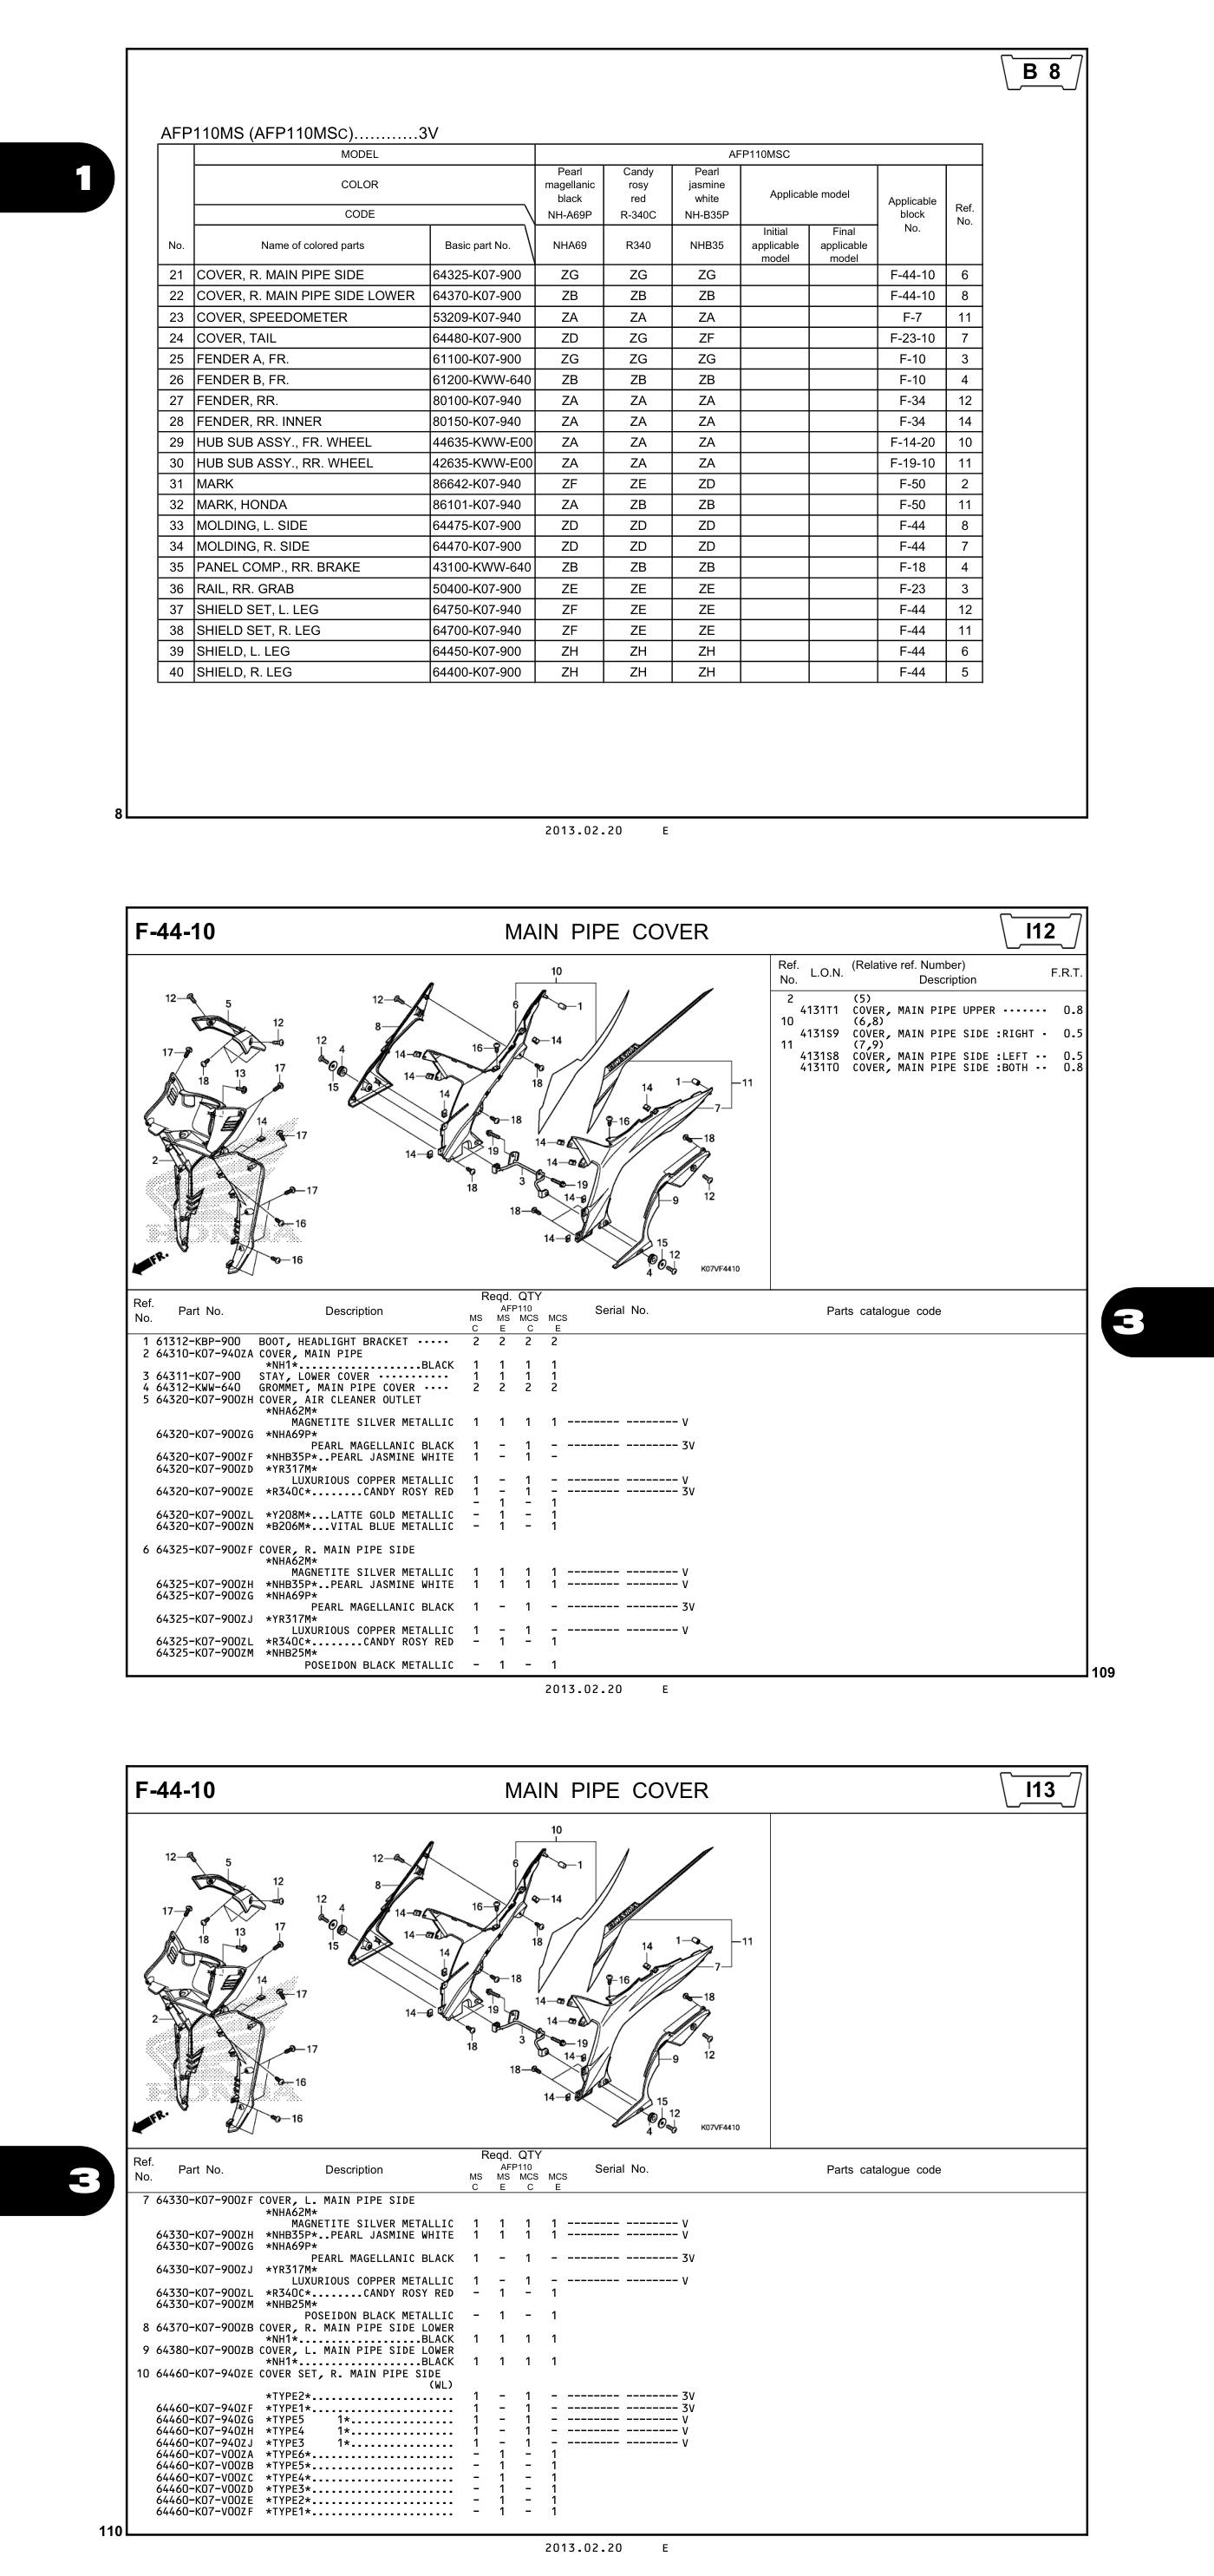 B 8
1
AFP110MS (AFP110MSC)............3V
MODEL AFP110MSC
COLOR Pearl magellanic black Candy rosy red Pearl jasmine white Applicable model Applicable block No. Ref. No.
CODE NH-A69P R-340C NH-B35P
No. Name of colored parts Basic part No. NHA69 R340 NHB35 Initial applicable model Final applicable model
21 COVER, R. MAIN PIPE SIDE 64325-K07-900 ZG ZG ZG F-44-10 6
22 COVER, R. MAIN PIPE SIDE LOWER 64370-K07-900 ZB ZB ZB F-44-10 8
23 COVER, SPEEDOMETER 53209-K07-940 ZA ZA ZA F-7 11
24 COVER, TAIL 64480-K07-900 ZD ZG ZF F-23-10 7
25 FENDER A, FR. 61100-K07-900 ZG ZG ZG F-10 3
26 FENDER B, FR. 61200-KWW-640 ZB ZB ZB F-10 4
27 FENDER, RR. 80100-K07-940 ZA ZA ZA F-34 12
28 FENDER, RR. INNER 80150-K07-940 ZA ZA ZA F-34 14
29 HUB SUB ASSY., FR. WHEEL 44635-KWW-E00 ZA ZA ZA F-14-20 10
30 HUB SUB ASSY., RR. WHEEL 42635-KWW-E00 ZA ZA ZA F-19-10 11
31 MARK 86642-K07-940 ZF ZE ZD F-50 2
32 MARK, HONDA 86101-K07-940 ZA ZB ZB F-50 11
33 MOLDING, L. SIDE 64475-K07-900 ZD ZD ZD F-44 8
34 MOLDING, R. SIDE 64470-K07-900 ZD ZD ZD F-44 7
35 PANEL COMP., RR. BRAKE 43100-KWW-640 ZB ZB ZB F-18 4
36 RAIL, RR. GRAB 50400-K07-900 ZE ZE ZE F-23 3
37 SHIELD SET, L. LEG 64750-K07-940 ZF ZE ZE F-44 12
38 SHIELD SET, R. LEG 64700-K07-940 ZF ZE ZE F-44 11
39 SHIELD, L. LEG 64450-K07-900 ZH ZH ZH F-44 6
40 SHIELD, R. LEG 64400-K07-900 ZH ZH ZH F-44 5
8
2013.02.20 E
F-44-10 MAIN PIPE COVER I12
Ref. No. L.O.N. (Relative ref. Number) Description F.R.T.
2 (5)
4131T1 COVER, MAIN PIPE UPPER ------- 0.8
10 (6,8)
4131S9 COVER, MAIN PIPE SIDE :RIGHT - 0.5
11 (7,9)
4131S8 COVER, MAIN PIPE SIDE :LEFT -- 0.5
4131T0 COVER, MAIN PIPE SIDE :BOTH -- 0.8
HONDA
FR.
K07VF4410
Ref. No. Part No. Description Reqd. QTY AFP110 Serial No. Parts catalogue code
MS MS MCS MCS
C E C E
3
1 61312-KBP-900 BOOT, HEADLIGHT BRACKET ----- 2 2 2 2
2 64310-K07-940ZA COVER, MAIN PIPE
*NH1*...................BLACK 1 1 1 1
3 64311-K07-900 STAY, LOWER COVER ----------- 1 1 1 1
4 64312-KWW-640 GROMMET, MAIN PIPE COVER ---- 2 2 2 2
5 64320-K07-900ZH COVER, AIR CLEANER OUTLET
*NHA62M*
MAGNETITE SILVER METALLIC 1 1 1 1 -------- -------- V
64320-K07-900ZG *NHA69P*
PEARL MAGELLANIC BLACK 1 - 1 - -------- -------- 3V
64320-K07-900ZF *NHB35P*..PEARL JASMINE WHITE 1 - 1 -
64320-K07-900ZD *YR317M*
LUXURIOUS COPPER METALLIC 1 - 1 - -------- -------- V
64320-K07-900ZE *R340C*........CANDY ROSY RED 1 - 1 - -------- -------- 3V
- 1 - 1
64320-K07-900ZL *Y208M*...LATTE GOLD METALLIC - 1 - 1
64320-K07-900ZN *B206M*...VITAL BLUE METALLIC - 1 - 1
6 64325-K07-900ZF COVER, R. MAIN PIPE SIDE
*NHA62M*
MAGNETITE SILVER METALLIC 1 1 1 1 -------- -------- V
64325-K07-900ZH *NHB35P*..PEARL JASMINE WHITE 1 1 1 1 -------- -------- V
64325-K07-900ZG *NHA69P*
PEARL MAGELLANIC BLACK 1 - 1 - -------- -------- 3V
64325-K07-900ZJ *YR317M*
LUXURIOUS COPPER METALLIC 1 - 1 - -------- -------- V
64325-K07-900ZL *R340C*........CANDY ROSY RED - 1 - 1
64325-K07-900ZM *NHB25M*
POSEIDON BLACK METALLIC - 1 - 1
109
2013.02.20 E
F-44-10 MAIN PIPE COVER I13
HONDA
FR.
K07VF4410
3
Ref. No. Part No. Description Reqd. QTY AFP110 Serial No. Parts catalogue code
MS MS MCS MCS
C E C E
7 64330-K07-900ZF COVER, L. MAIN PIPE SIDE
*NHA62M*
MAGNETITE SILVER METALLIC 1 1 1 1 -------- -------- V
64330-K07-900ZH *NHB35P*..PEARL JASMINE WHITE 1 1 1 1 -------- -------- V
64330-K07-900ZG *NHA69P*
PEARL MAGELLANIC BLACK 1 - 1 - -------- -------- 3V
64330-K07-900ZJ *YR317M*
LUXURIOUS COPPER METALLIC 1 - 1 - -------- -------- V
64330-K07-900ZL *R340C*........CANDY ROSY RED - 1 - 1
64330-K07-900ZM *NHB25M*
POSEIDON BLACK METALLIC - 1 - 1
8 64370-K07-900ZB COVER, R. MAIN PIPE SIDE LOWER
*NH1*...................BLACK 1 1 1 1
9 64380-K07-900ZB COVER, L. MAIN PIPE SIDE LOWER
*NH1*...................BLACK 1 1 1 1
10 64460-K07-940ZE COVER SET, R. MAIN PIPE SIDE
(WL)
*TYPE2*...................... 1 - 1 - -------- -------- 3V
64460-K07-940ZF *TYPE1*...................... 1 - 1 - -------- -------- 3V
64460-K07-940ZG *TYPE5 1*................ 1 - 1 - -------- -------- V
64460-K07-940ZH *TYPE4 1*................ 1 - 1 - -------- -------- V
64460-K07-940ZJ *TYPE3 1*................ 1 - 1 - -------- -------- V
64460-K07-V00ZA *TYPE6*...................... - 1 - 1
64460-K07-V00ZB *TYPE5*...................... - 1 - 1
64460-K07-V00ZC *TYPE4*...................... - 1 - 1
64460-K07-V00ZD *TYPE3*...................... - 1 - 1
64460-K07-V00ZE *TYPE2*...................... - 1 - 1
64460-K07-V00ZF *TYPE1*...................... - 1 - 1
110
2013.02.20 E